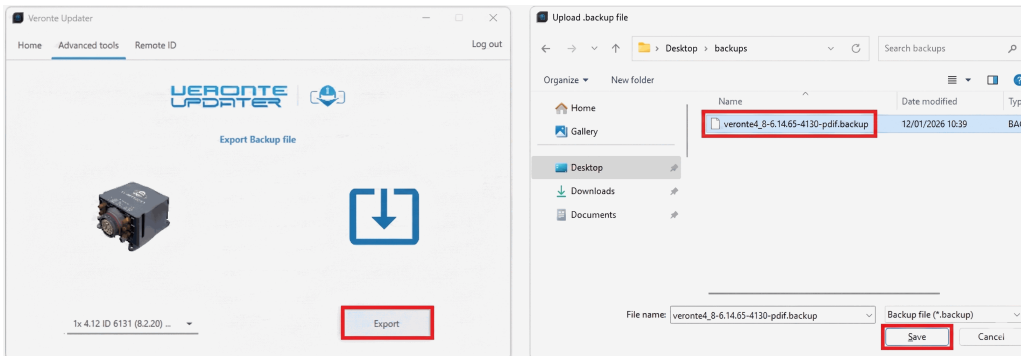 Veronte Updater
Home Advanced tools Remote ID Log out
VERONTE
UPDATER
Export Backup file
1x 4.12 ID 6131 (8.2.20) ...
Export
Upload .backup file
Desktop > backups
Search backups
Organize New folder
Home
Gallery
Desktop
Downloads
Documents
Name Date modified Typ
veronte4_8-6.14.65-4130-pdif.backup 12/01/2026 10:39 BAC
File name: veronte4_8-6.14.65-4130-pdif.backup Backup file (*.backup)
Save Cancel